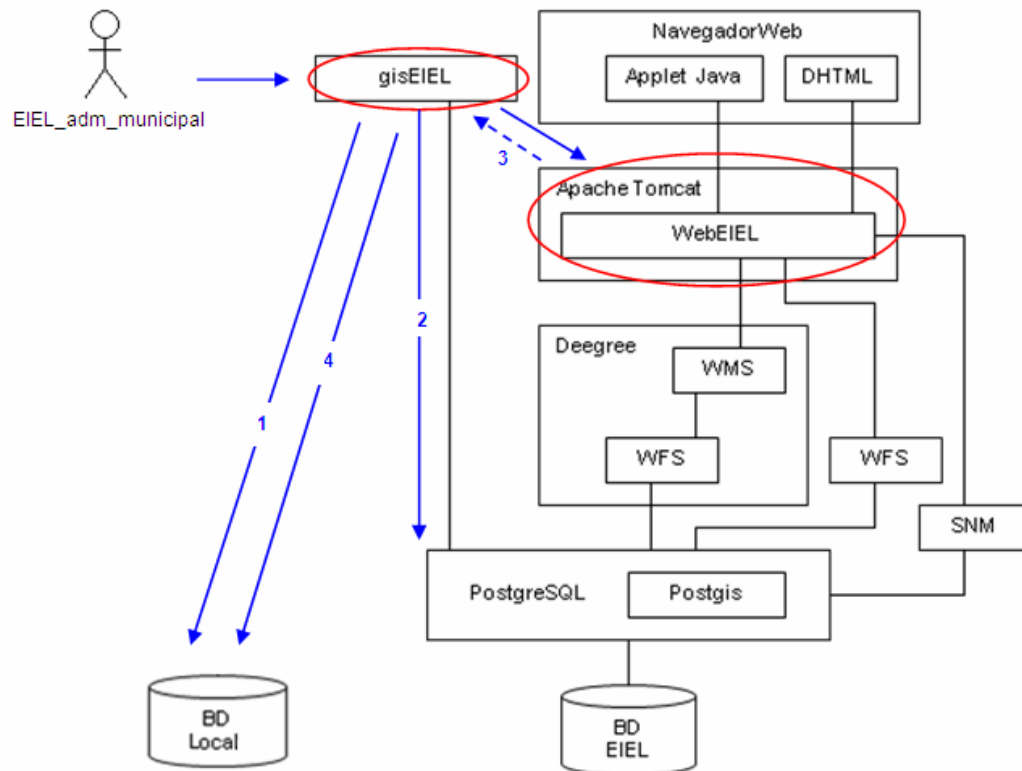 NavegadorWeb
gisEIEL
Applet Java
DHTML
EIEL_adm_municipal
3
Apache Tomcat
WebEIEL
2
Deegree
4
WMS
1
WFS
WFS
SNM
PostgreSQL
Postgis
BD
Local
BD
EIEL